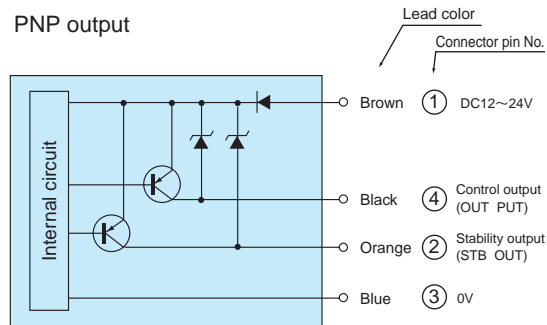 PNP output
Lead color
Connector pin No.
Internal circuit
Brown ① DC12～24V
Black ④ Control output
(OUT PUT)
Orange ② Stability output
(STB OUT)
Blue ③ 0V